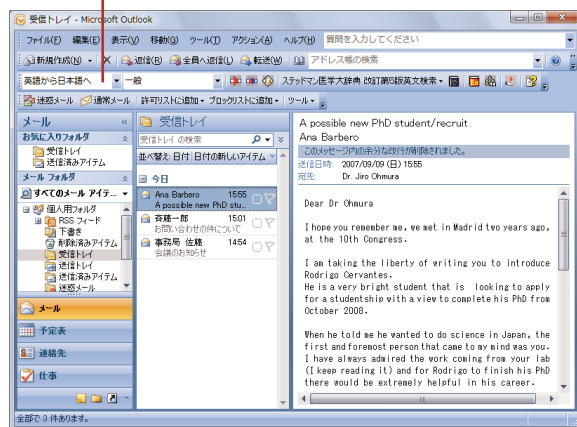 受信トレイ - Microsoft Outlook
ファイル(F) 編集(E) 表示(V) 移動(G) ツール(T) アクション(A) ヘルプ(H) 質問を入力してください
新規作成(N) 返信(R) 全員へ返信(L) 転送(W) アドレス帳の検索
英語から日本語へ 一般 ステッドマン医学大辞典 改訂第5版英文検索
迷惑メール 通常メール 許可リストに追加 ブロックリストに追加 ツール
メール «
お気に入りフォルダ
受信トレイ
送信済みアイテム
メール フォルダ
すべてのメール アイテ...
個人用フォルダ
RSS フィード
下書き
削除済みアイテム
受信トレイ
送信トレイ
送信済みアイテム
迷惑メール
メール
予定表
連絡先
仕事
受信トレイ
受信トレイ の検索
並べ替え: 日付 日付の新しいアイテム
今日
Ana Barbero 15:55
A possible new PhD stu...
斉藤一郎 15:01
お問い合わせの件について
事務局 佐藤 14:54
会議のお知らせ
A possible new PhD student/recruit
Ana Barbero
このメッセージ内の余分な改行が削除されました。
送信日時: 2007/09/09 (日) 15:55
宛先: Dr. Jiro Ohmura
Dear Dr Ohmura
I hope you remember me, we met in Madrid two years ago,
at the 10th Congress.
I am taking the liberty of writing you to introduce
Rodrigo Cervantes.
He is a very bright student that is looking to apply
for a studentship with a view to complete his PhD from
October 2008.
When he told me he wanted to do science in Japan, the
first and foremost person that came to my mind was you.
I have always admired the work coming from your lab
(I keep reading it) and for Rodrigo to finish his PhD
there would be extremely helpful in his career.
全部で 3 件あります。